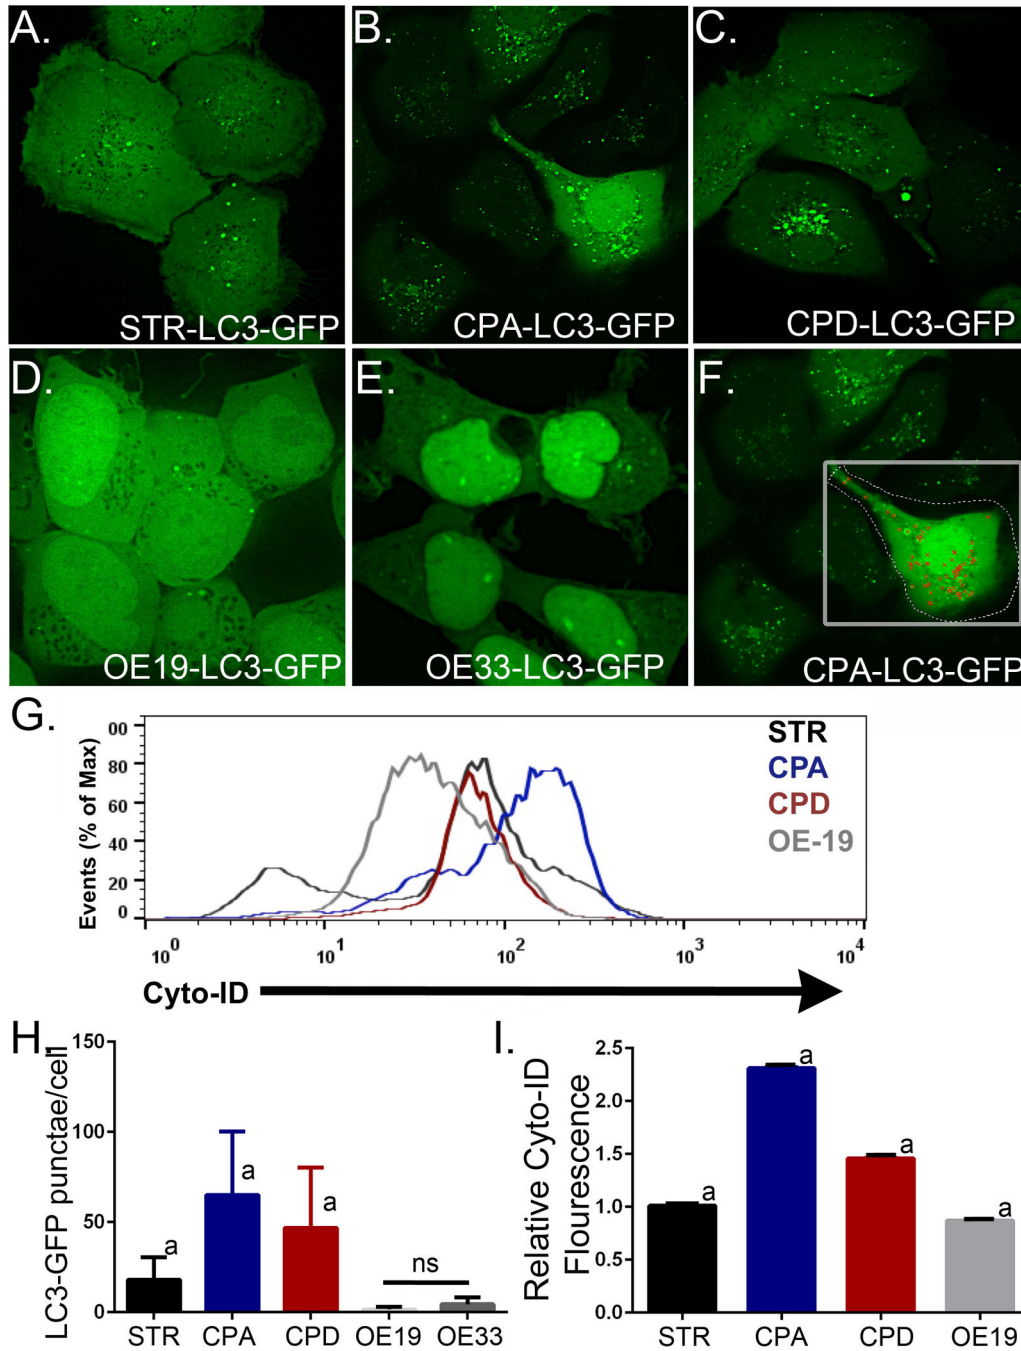 A.
B.
C.
STR-LC3-GFP
CPA-LC3-GFP
CPD-LC3-GFP
D.
E.
F.
OE19-LC3-GFP
OE33-LC3-GFP
CPA-LC3-GFP
G.
Events (% of Max)
00
80
60
40
20
0
STR
CPA
CPD
OE-19
10^0
10^1
10^2
10^3
10^4
Cyto-ID
H.
LC3-GFP punctae/cell
150
100
50
0
a
a
a
ns
STR
CPA
CPD
OE19
OE33
I.
Relative Cyto-ID
Flourescence
2.5
2.0
1.5
1.0
0.5
0.0
a
a
a
a
STR
CPA
CPD
OE19